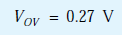 V_OV = 0.27 V